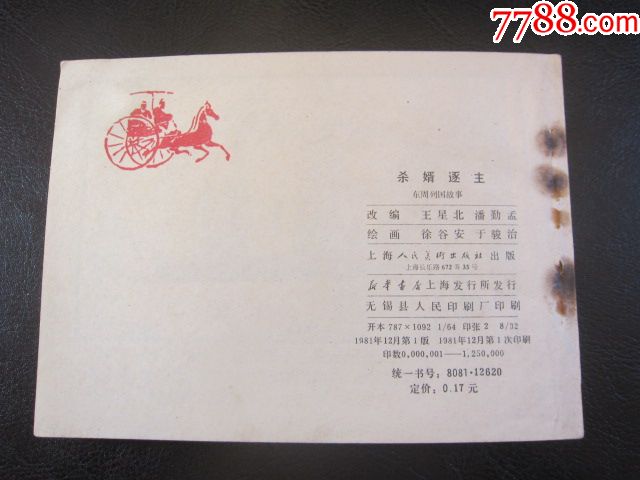 7788.com
杀婿逐主
东周列国故事
改编 王星北 潘勤孟
绘画 徐谷安 于骏治
上海人民美术出版社出版
上海长乐路672弄33号
新华书店上海发行所发行
无锡县人民印刷厂印刷
开本 787×1092 1/64 印张 2 8/32
1981年12月第1版 1981年12月第1次印刷
印数0,000,001—1,250,000
统一书号：8081·12620
定价：0.17元